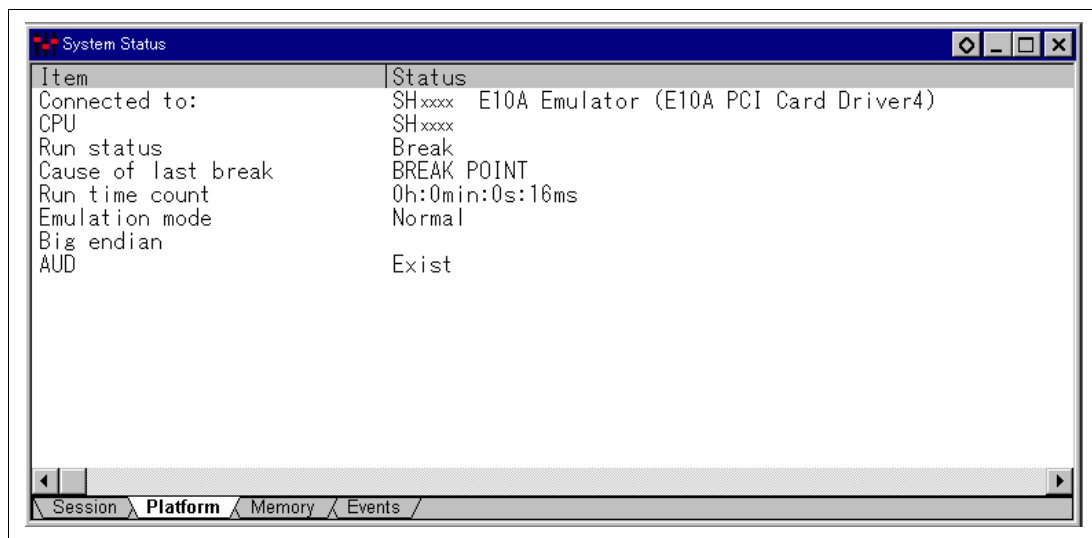 System Status
Item Status
Connected to: SHxxxx E10A Emulator (E10A PCI Card Driver4)
CPU SHxxxx
Run status Break
Cause of last break BREAK POINT
Run time count 0h:0min:0s:16ms
Emulation mode Normal
Big endian
AUD Exist
Session Platform Memory Events